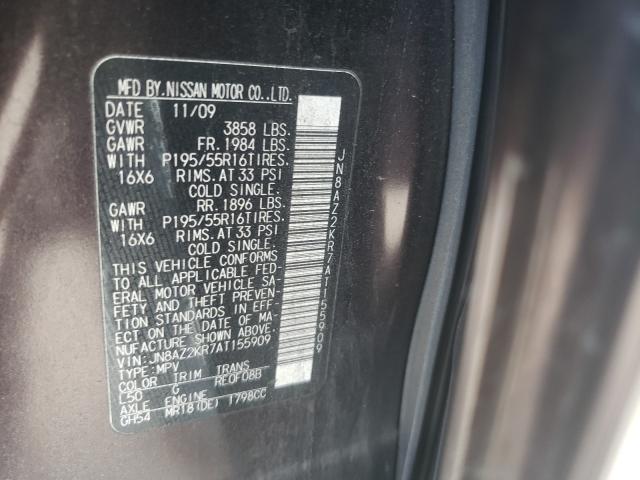 MFD BY.NISSAN MOTOR CO.,LTD.
DATE 11/09
GVWR 3858 LBS.
GAWR FR. 1984 LBS.
WITH P195/55R16TIRES.
16X6 RIMS. AT 33 PSI
COLD SINGLE.
GAWR RR. 1896 LBS.
WITH P195/55R16TIRES.
16X6 RIMS. AT 33 PSI
COLD SINGLE.
THIS VEHICLE CONFORMS
TO ALL APPLICABLE FED-
ERAL MOTOR VEHICLE SA-
FETY AND THEFT PREVEN-
TION STANDARDS IN EFF-
ECT ON THE DATE OF MA-
NUFACTURE SHOWN ABOVE.
VIN:JN8AZ2KR7AT155909
TYPE:MPV
COLOR TRIM TRANS
L50 G RE0F08B
AXLE ENGINE
GH54 MR18(DE) 1798CC
JN8AZ2KR7AT155909